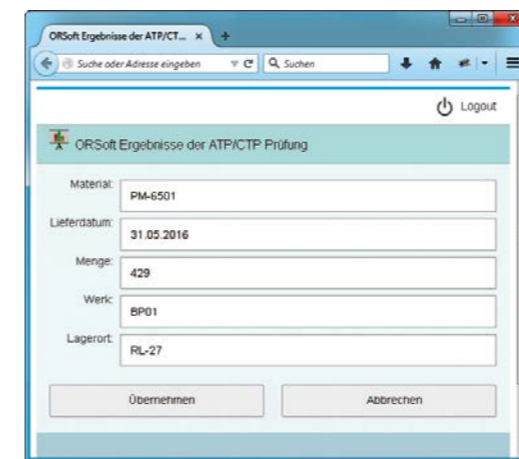 ORSoft Ergebnisse der ATP/CT...
Suche oder Adresse eingeben
Suchen
Logout
ORSoft Ergebnisse der ATP/CTP Prüfung
Material: PM-6501
Lieferdatum: 31.05.2016
Menge: 429
Werk: BP01
Lagerort: RL-27
Übernehmen Abbrechen